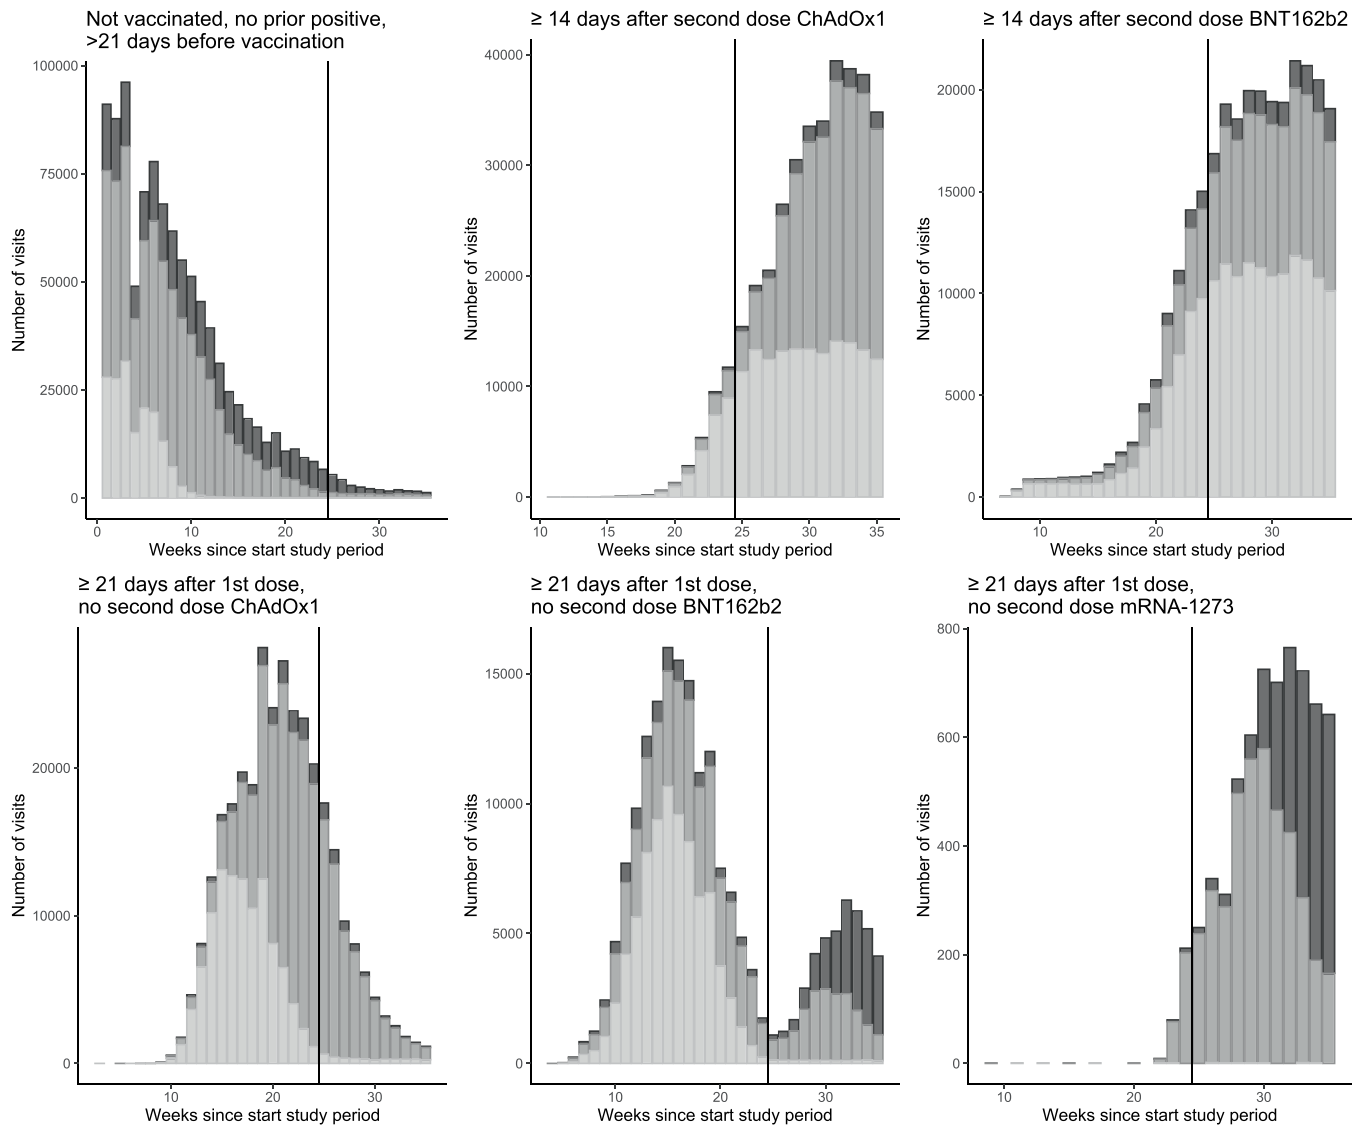 Not vaccinated, no prior positive,
>21 days before vaccination
100000
75000
50000
25000
0
Number of visits
0 10 20 30
Weeks since start study period
≥ 14 days after second dose ChAdOx1
40000
30000
20000
10000
0
Number of visits
10 15 20 25 30 35
Weeks since start study period
≥ 14 days after second dose BNT162b2
20000
15000
10000
5000
0
Number of visits
10 20 30
Weeks since start study period
≥ 21 days after 1st dose,
no second dose ChAdOx1
20000
10000
0
Number of visits
10 20 30
Weeks since start study period
≥ 21 days after 1st dose,
no second dose BNT162b2
15000
10000
5000
0
Number of visits
10 20 30
Weeks since start study period
≥ 21 days after 1st dose,
no second dose mRNA-1273
800
600
400
200
0
Number of visits
10 20 30
Weeks since start study period